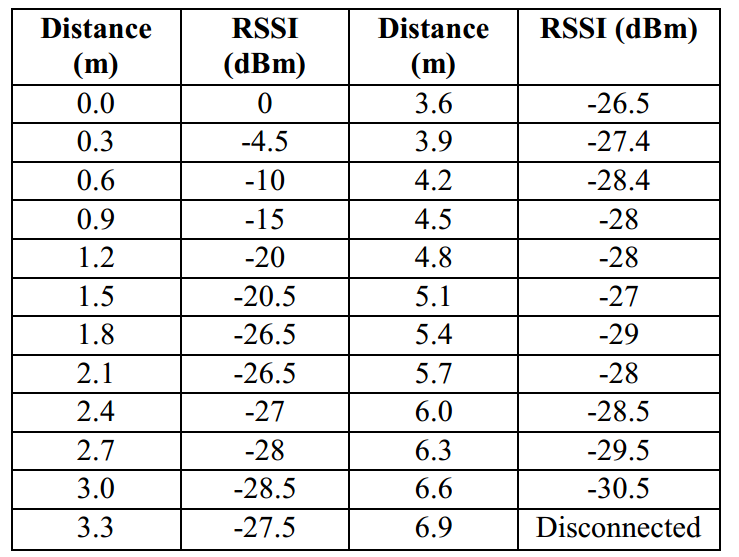 Distance (m) RSSI (dBm) Distance (m) RSSI (dBm)
0.0 0 3.6 -26.5
0.3 -4.5 3.9 -27.4
0.6 -10 4.2 -28.4
0.9 -15 4.5 -28
1.2 -20 4.8 -28
1.5 -20.5 5.1 -27
1.8 -26.5 5.4 -29
2.1 -26.5 5.7 -28
2.4 -27 6.0 -28.5
2.7 -28 6.3 -29.5
3.0 -28.5 6.6 -30.5
3.3 -27.5 6.9 Disconnected